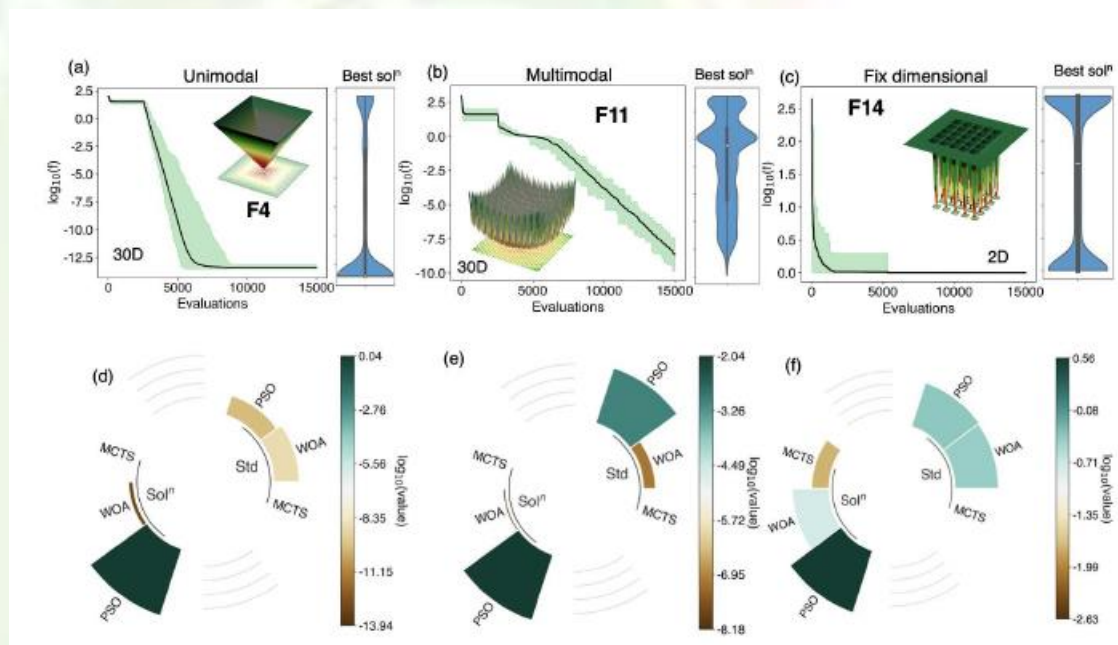 (a)
Unimodal
Best solⁿ
(b)
Multimodal
Best solⁿ
(c)
Fix dimensional
Best solⁿ
2.5
0.0
-2.5
-5.0
-7.5
-10.0
-12.5
log₁₀(f)
F4
30D
0
5000
10000
15000
Evaluations
2.5
0.0
-2.5
-5.0
-7.5
-10.0
log₁₀(f)
F11
30D
0
5000
10000
15000
Evaluations
2.5
2.0
1.5
1.0
0.5
0.0
log₁₀(f)
F14
2D
0
5000
10000
15000
Evaluations
(d)
PSO
WOA
Std
MCTS
MCTS
Solⁿ
WOA
PSO
0.04
-2.76
-5.56
-8.35
-11.15
-13.94
log₁₀(value)
(e)
PSO
WOA
Std
MCTS
MCTS
Solⁿ
WOA
PSO
-2.04
-3.26
-4.49
-5.72
-6.95
-8.18
log₁₀(value)
(f)
PSO
WOA
Std
MCTS
MCTS
Solⁿ
WOA
PSO
0.56
-0.08
-0.71
-1.35
-1.99
-2.63
log₁₀(value)